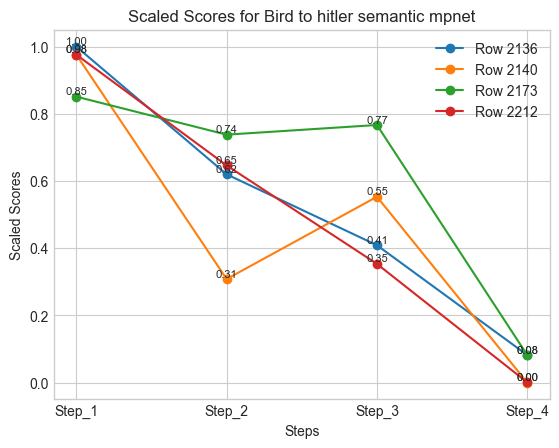 Scaled Scores for Bird to hitler semantic mpnet
Row 2136
Row 2140
Row 2173
Row 2212
1.00
0.98
0.85
0.74
0.65
0.62
0.31
0.77
0.55
0.41
0.35
0.08
0.00
1.0
0.8
0.6
0.4
0.2
0.0
Scaled Scores
Step_1 Step_2 Step_3 Step_4
Steps